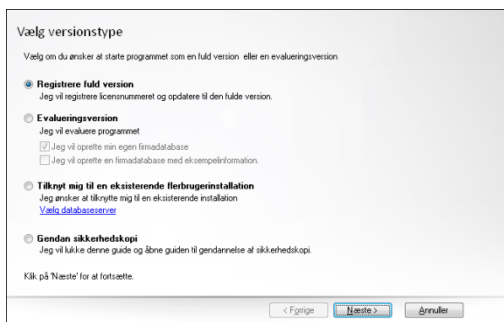 Vælg versionstype
Vælg om du ønsker at starte programmet som en fuld version eller en evalueringsversion
Registrere fuld version
Jeg vil registrere licensnummeret og opdatere til den fulde version.
Evalueringsversion
Jeg vil evaluere programmet
Jeg vil oprette min egen firmadatabase
Jeg vil oprette en firmadatabase med eksempelinformation.
Tilknyt mig til en eksisterende flerbrugerinstallation
Jeg ønsker at tilknytte mig til en eksisterende installation
Vælg databaseserver
Gendan sikkerhedskopi
Jeg vil lukke denne guide og åbne guiden til gendannelse af sikkerhedskopi.
Klik på 'Næste' for at fortsætte.
< Forrige Næste > Annuller